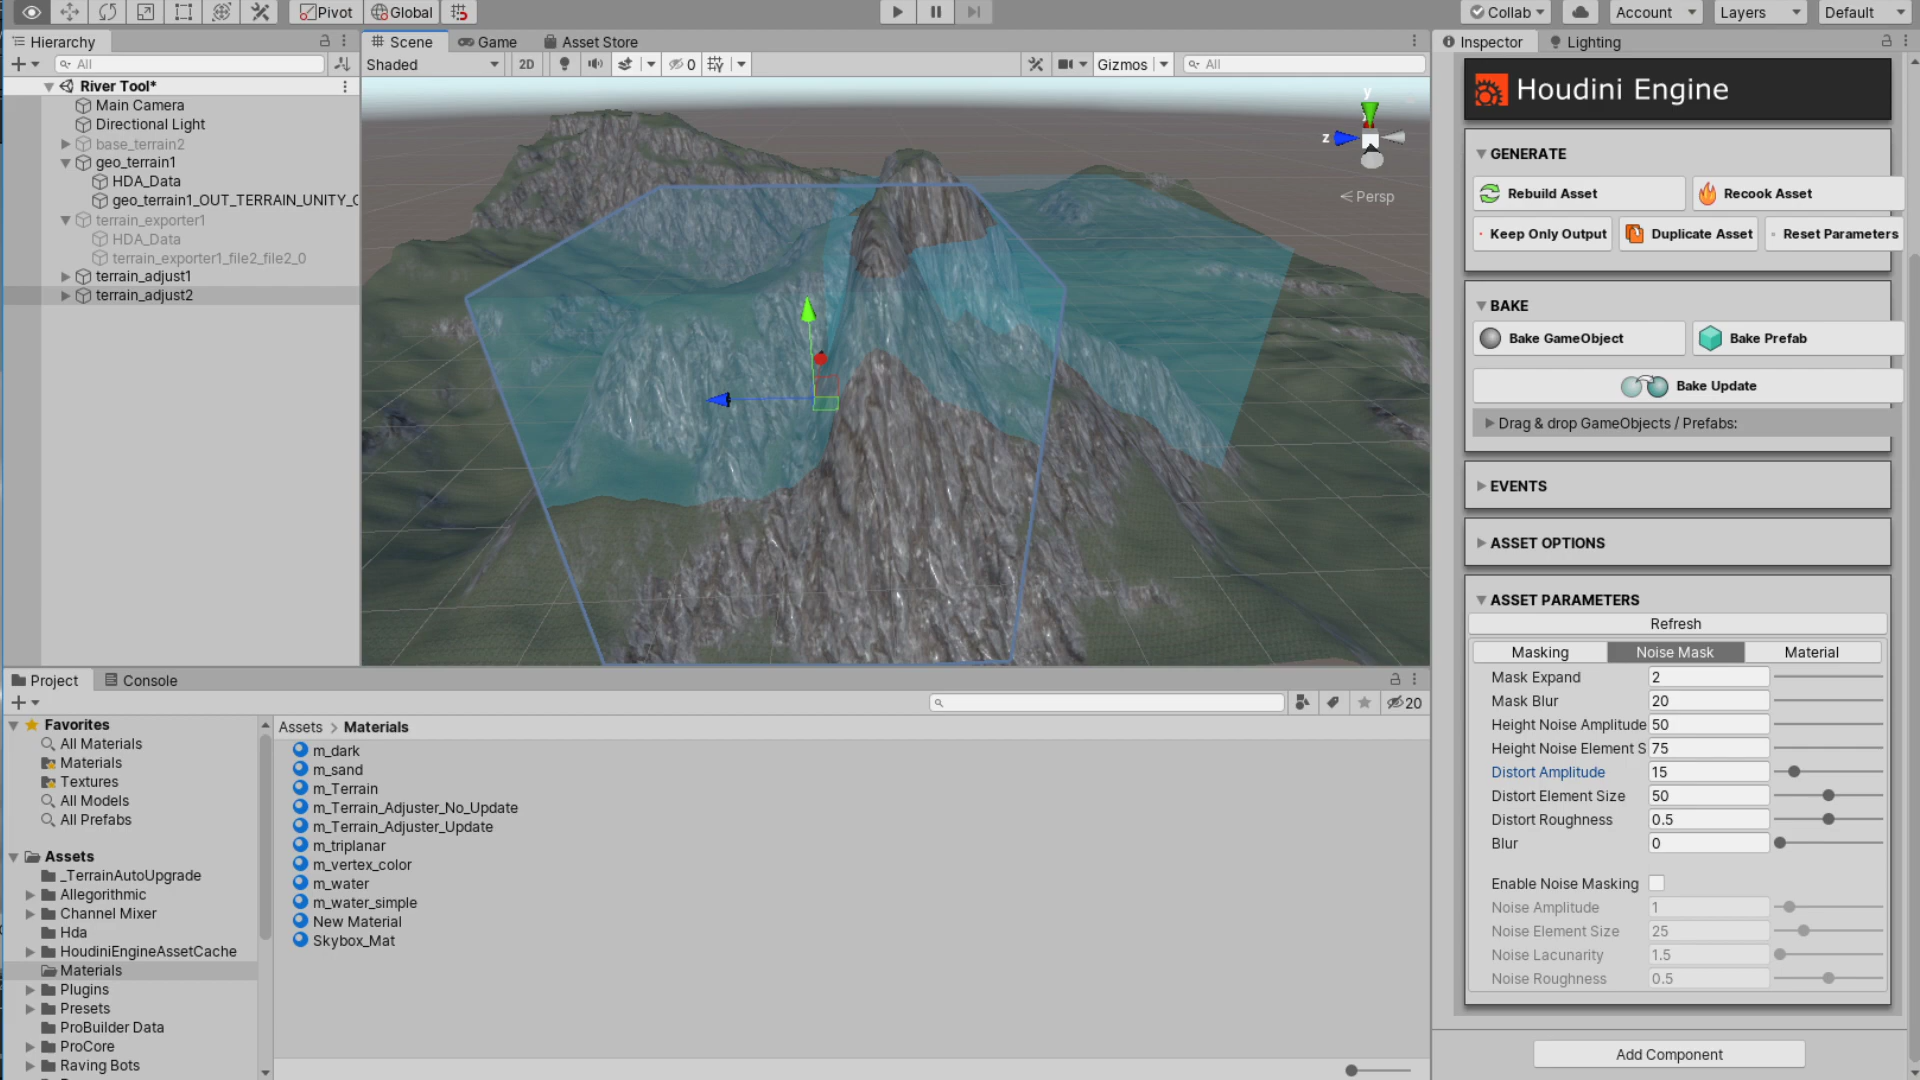 Pivot
Global
Collab
Account
Layers
Default
Hierarchy
Scene
Game
Asset Store
Inspector
Lighting
All
Shaded
2D
0
Gizmos
All
River Tool*
Main Camera
Directional Light
base_terrain2
geo_terrain1
HDA_Data
geo_terrain1_OUT_TERRAIN_UNITY_
terrain_exporter1
HDA_Data
terrain_exporter1_file2_file2_0
terrain_adjust1
terrain_adjust2
y
z
Persp
Houdini Engine
GENERATE
Rebuild Asset
Recook Asset
Keep Only Output
Duplicate Asset
Reset Parameters
BAKE
Bake GameObject
Bake Prefab
Bake Update
Drag & drop GameObjects / Prefabs:
EVENTS
ASSET OPTIONS
ASSET PARAMETERS
Refresh
Masking
Noise Mask
Material
Mask Expand 2
Mask Blur 20
Height Noise Amplitude 50
Height Noise Element S 75
Distort Amplitude 15
Distort Element Size 50
Distort Roughness 0.5
Blur 0
Enable Noise Masking
Noise Amplitude 1
Noise Element Size 25
Noise Lacunarity 1.5
Noise Roughness 0.5
Add Component
Project
Console
20
Favorites
All Materials
Materials
Textures
All Models
All Prefabs
Assets
_TerrainAutoUpgrade
Allegorithmic
Channel Mixer
Hda
HoudiniEngineAssetCache
Materials
Plugins
Presets
ProBuilder Data
ProCore
Raving Bots
Assets > Materials
m_dark
m_sand
m_Terrain
m_Terrain_Adjuster_No_Update
m_Terrain_Adjuster_Update
m_triplanar
m_vertex_color
m_water
m_water_simple
New Material
Skybox_Mat